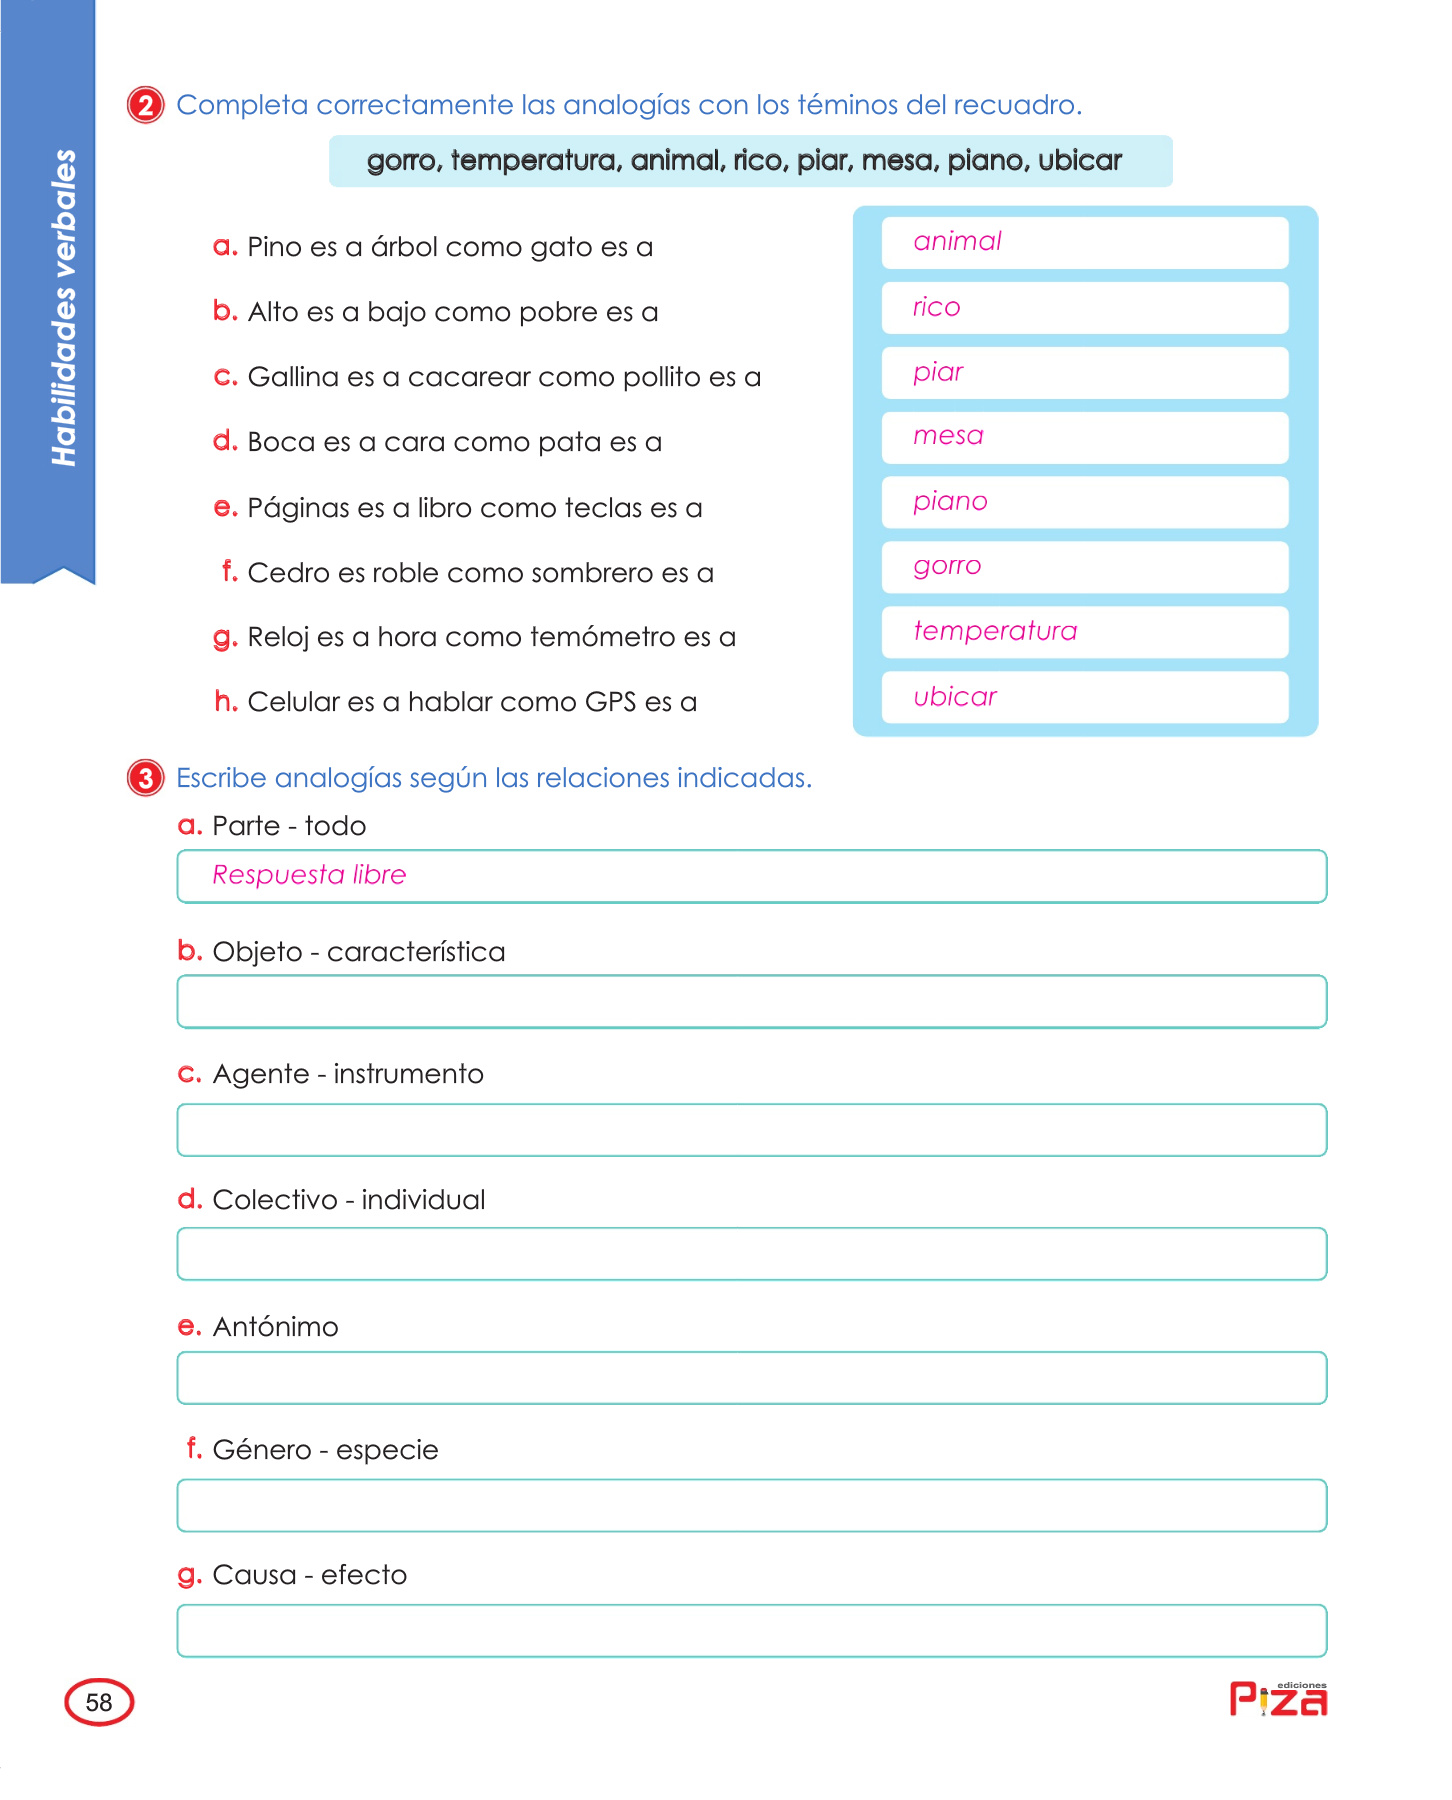 Habilidades verbales
2 Completa correctamente las analogías con los téminos del recuadro.
gorro, temperatura, animal, rico, piar, mesa, piano, ubicar
a. Pino es a árbol como gato es a animal
b. Alto es a bajo como pobre es a rico
c. Gallina es a cacarear como pollito es a piar
d. Boca es a cara como pata es a mesa
e. Páginas es a libro como teclas es a piano
f. Cedro es roble como sombrero es a gorro
g. Reloj es a hora como temómetro es a temperatura
h. Celular es a hablar como GPS es a ubicar
3 Escribe analogías según las relaciones indicadas.
a. Parte - todo
Respuesta libre
b. Objeto - característica
c. Agente - instrumento
d. Colectivo - individual
e. Antónimo
f. Género - especie
g. Causa - efecto
58
ediciones
Piza